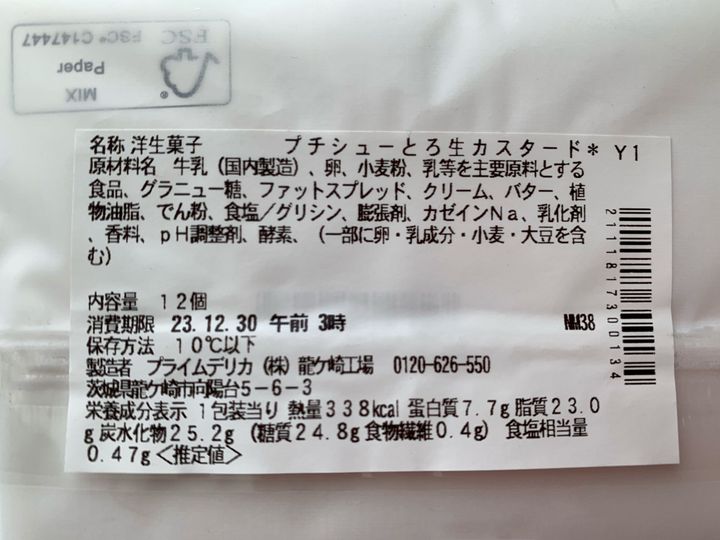 FSC
FSC® C147447
Paper
MIX
名称 洋生菓子 プチシューとろ生カスタード* Y1
原材料名 牛乳(国内製造)、卵、小麦粉、乳等を主要原料とする
食品、グラニュー糖、ファットスプレッド、クリーム、バター、植
物油脂、でん粉、食塩/グリシン、膨張剤、カゼインNa、乳化剤
、香料、pH調整剤、酵素、(一部に卵・乳成分・小麦・大豆を含
む)
内容量 12個
消費期限 23.12.30 午前 3時 NM38
保存方法 10℃以下
製造者 プライムデリカ(株)龍ケ崎工場 0120-626-550
茨城県龍ケ崎市向陽台5-6-3
栄養成分表示 1包装当り 熱量338kcal 蛋白質7.7g 脂質23.0
g 炭水化物25.2g (糖質24.8g 食物繊維0.4g) 食塩相当量
0.47g<推定値>
2111817300134